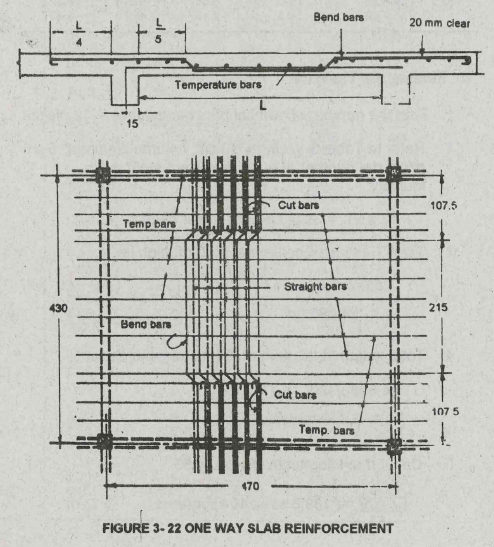 Bend bars
20 mm clear
L
4
L
5
Temperature bars
L
15
Cut bars
107.5
Temp bars
Straight bars
430
215
Bend bars
Cut bars
107.5
Temp. bars
470
FIGURE 3- 22 ONE WAY SLAB REINFORCEMENT